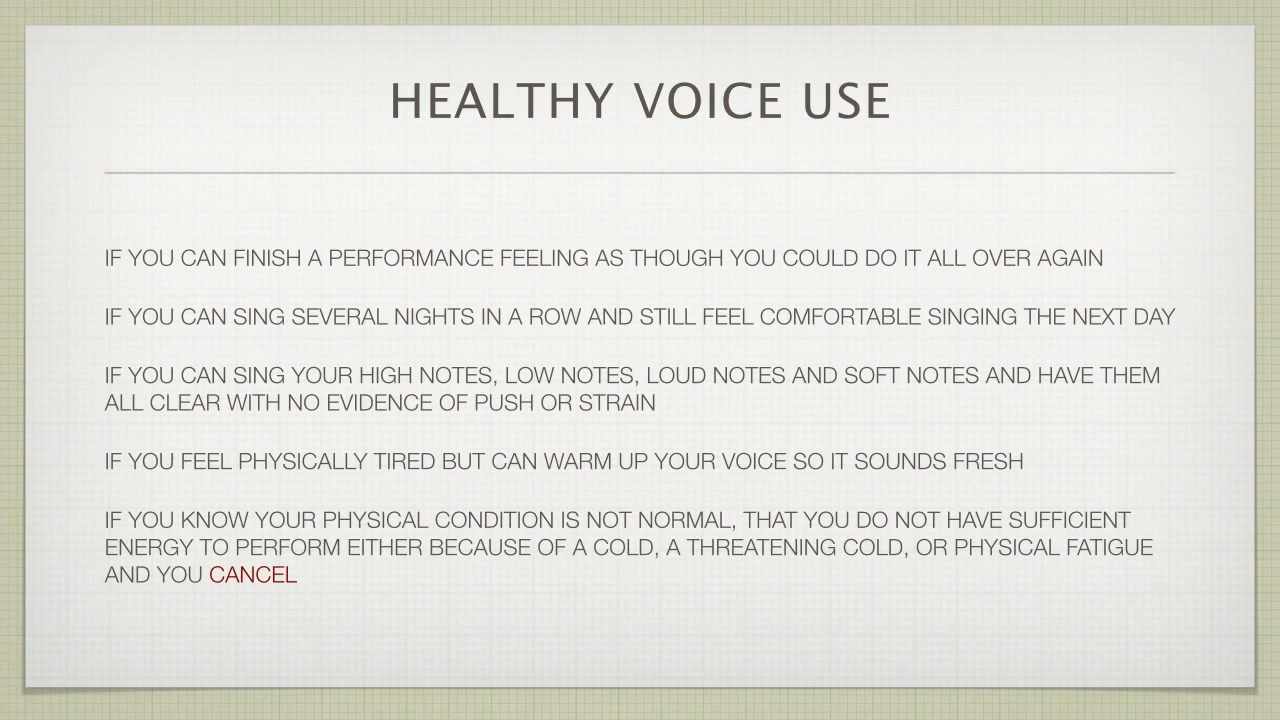 HEALTHY VOICE USE
IF YOU CAN FINISH A PERFORMANCE FEELING AS THOUGH YOU COULD DO IT ALL OVER AGAIN
IF YOU CAN SING SEVERAL NIGHTS IN A ROW AND STILL FEEL COMFORTABLE SINGING THE NEXT DAY
IF YOU CAN SING YOUR HIGH NOTES, LOW NOTES, LOUD NOTES AND SOFT NOTES AND HAVE THEM
ALL CLEAR WITH NO EVIDENCE OF PUSH OR STRAIN
IF YOU FEEL PHYSICALLY TIRED BUT CAN WARM UP YOUR VOICE SO IT SOUNDS FRESH
IF YOU KNOW YOUR PHYSICAL CONDITION IS NOT NORMAL, THAT YOU DO NOT HAVE SUFFICIENT
ENERGY TO PERFORM EITHER BECAUSE OF A COLD, A THREATENING COLD, OR PHYSICAL FATIGUE
AND YOU CANCEL